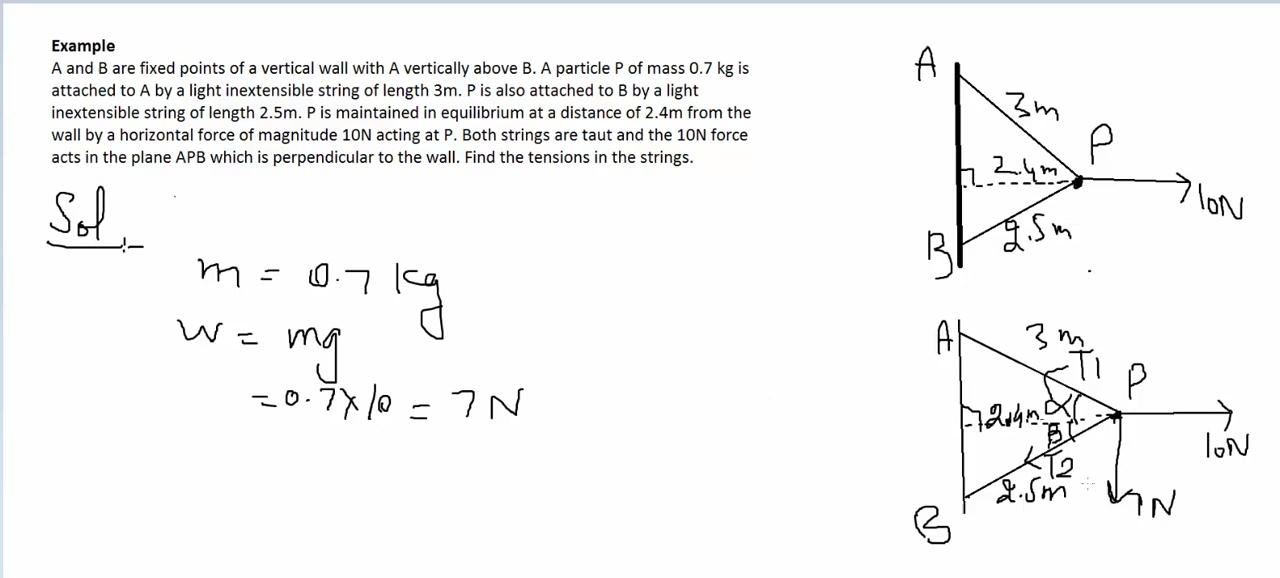 Example
A and B are fixed points of a vertical wall with A vertically above B. A particle P of mass 0.7 kg is
attached to A by a light inextensible string of length 3m. P is also attached to B by a light
inextensible string of length 2.5m. P is maintained in equilibrium at a distance of 2.4m from the
wall by a horizontal force of magnitude 10N acting at P. Both strings are taut and the 10N force
acts in the plane APB which is perpendicular to the wall. Find the tensions in the strings.
Sol
m = 0.7 kg
W = mg
= 0.7 x 10 = 7 N
A
3m
P
2.4m
10N
2.5m
B
A
3 m
T1
P
α
2.4m
β
10N
T2
2.5m
7N
B